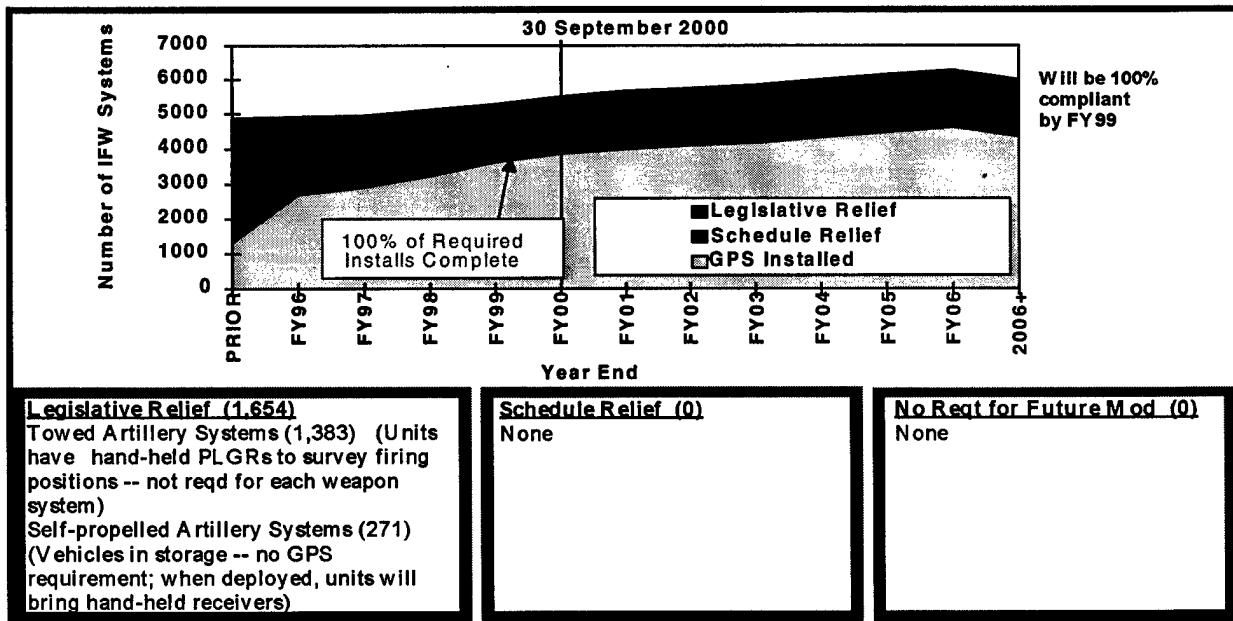 30 September 2000
Number of IFW Systems
7000
6000
5000
4000
3000
2000
1000
0
Will be 100%
compliant
by FY99
100% of Required
Installs Complete
Legislative Relief
Schedule Relief
GPS Installed
PRIOR
FY96
FY97
FY98
FY99
FY00
FY01
FY02
FY03
FY04
FY05
FY06
2006+
Year End
Legislative Relief (1,654)
Towed Artillery Systems (1,383) (Units
have hand-held PLGRs to survey firing
positions -- not reqd for each weapon
system)
Self-propelled Artillery Systems (271)
(Vehicles in storage -- no GPS
requirement; when deployed, units will
bring hand-held receivers)
Schedule Relief (0)
None
No Reqt for Future Mod (0)
None